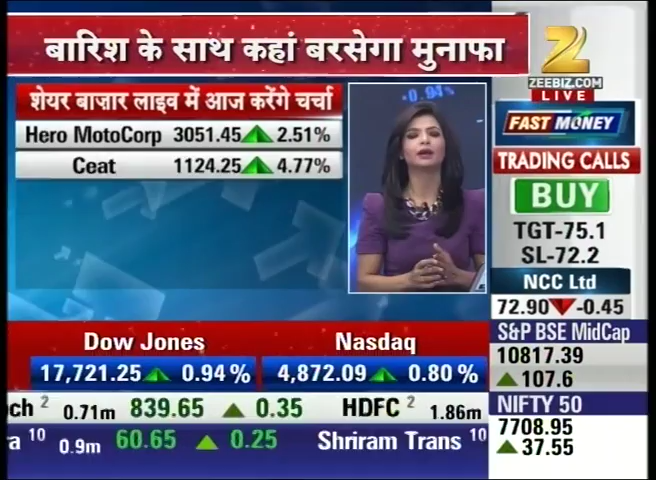 बारिश के साथ कहां बरसेगा मुनाफा
शेयर बाज़ार लाइव में आज करेंगे चर्चा
Hero MotoCorp 3051.45 2.51%
Ceat 1124.25 4.77%
+0.94%
ZEEBIZ.COM
LIVE
FAST MONEY
TRADING CALLS
BUY
TGT-75.1
SL-72.2
NCC Ltd
72.90 -0.45
S&P BSE MidCap
10817.39
107.6
NIFTY 50
7708.95
37.55
Dow Jones
17,721.25 0.94%
Nasdaq
4,872.09 0.80%
ch 2 0.71m 839.65 0.35 HDFC 2 1.86m
a 10 0.9m 60.65 0.25 Shriram Trans 10